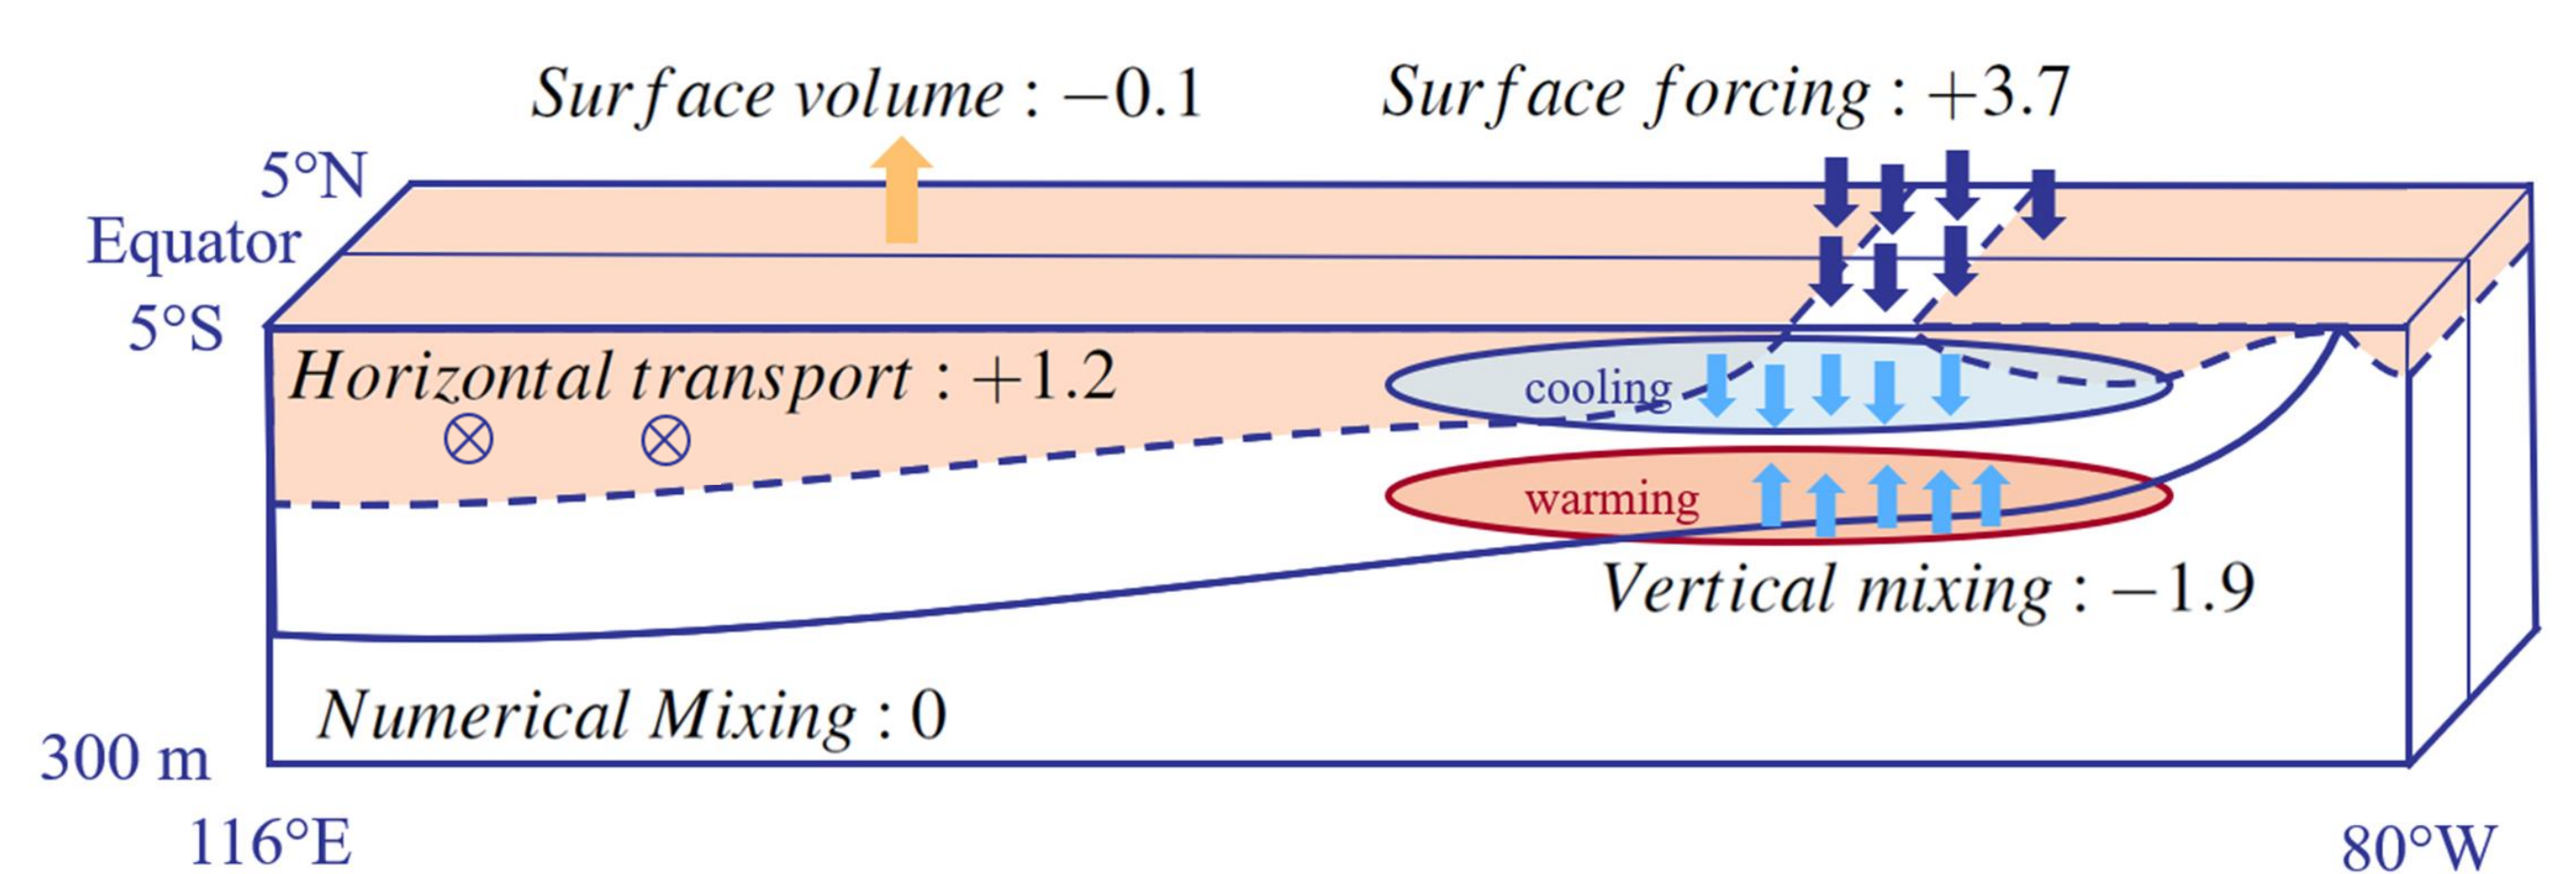 Surface volume : −0.1
Surface forcing : +3.7
5°N
Equator
5°S
Horizontal transport : +1.2
cooling
warming
Vertical mixing : −1.9
Numerical Mixing : 0
300 m
116°E
80°W